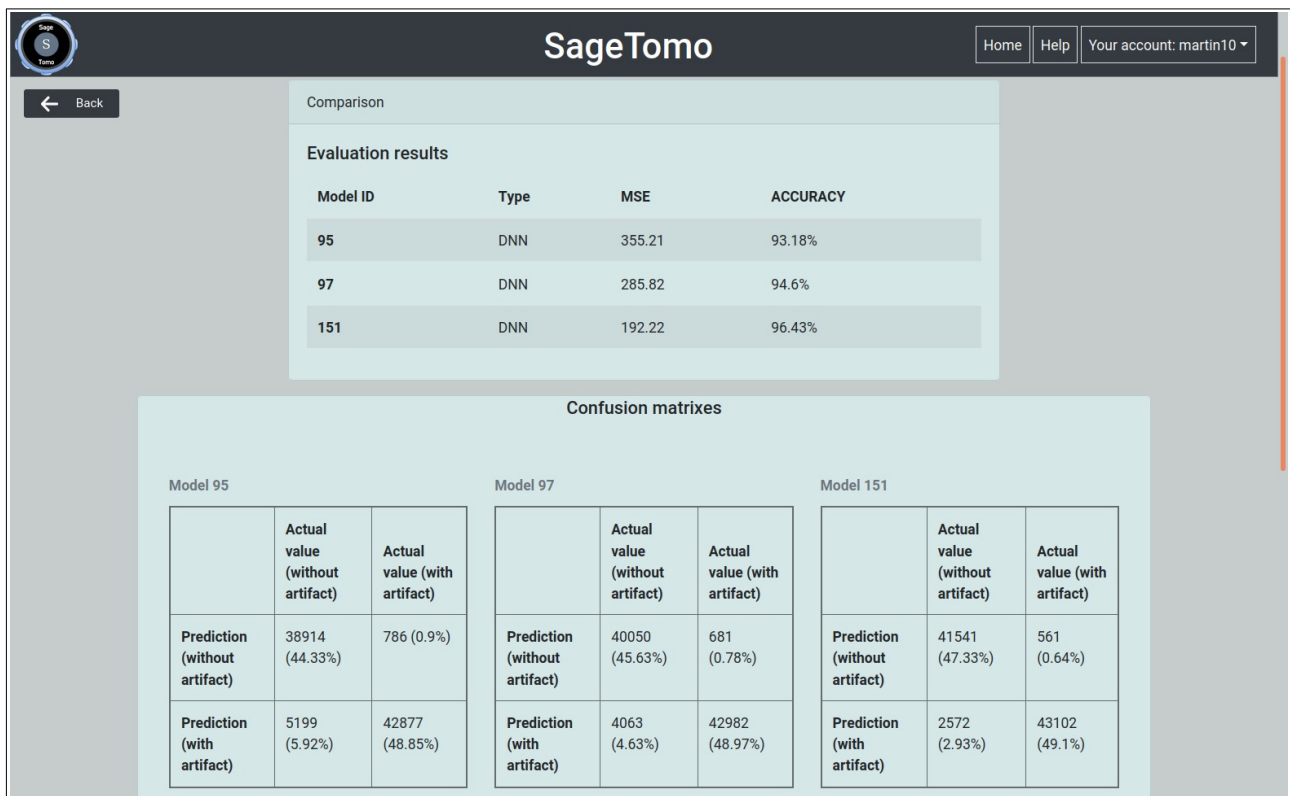 Sage
S
Tomo
SageTomo
Home
Help
Your account: martin10
Back
Comparison
Evaluation results
Model ID Type MSE ACCURACY
95 DNN 355.21 93.18%
97 DNN 285.82 94.6%
151 DNN 192.22 96.43%
Confusion matrixes
Model 95
Actual
value
(without
artifact)
Actual
value (with
artifact)
Prediction
(without
artifact)
38914
(44.33%)
786 (0.9%)
Prediction
(with
artifact)
5199
(5.92%)
42877
(48.85%)
Model 97
Actual
value
(without
artifact)
Actual
value (with
artifact)
Prediction
(without
artifact)
40050
(45.63%)
681
(0.78%)
Prediction
(with
artifact)
4063
(4.63%)
42982
(48.97%)
Model 151
Actual
value
(without
artifact)
Actual
value (with
artifact)
Prediction
(without
artifact)
41541
(47.33%)
561
(0.64%)
Prediction
(with
artifact)
2572
(2.93%)
43102
(49.1%)